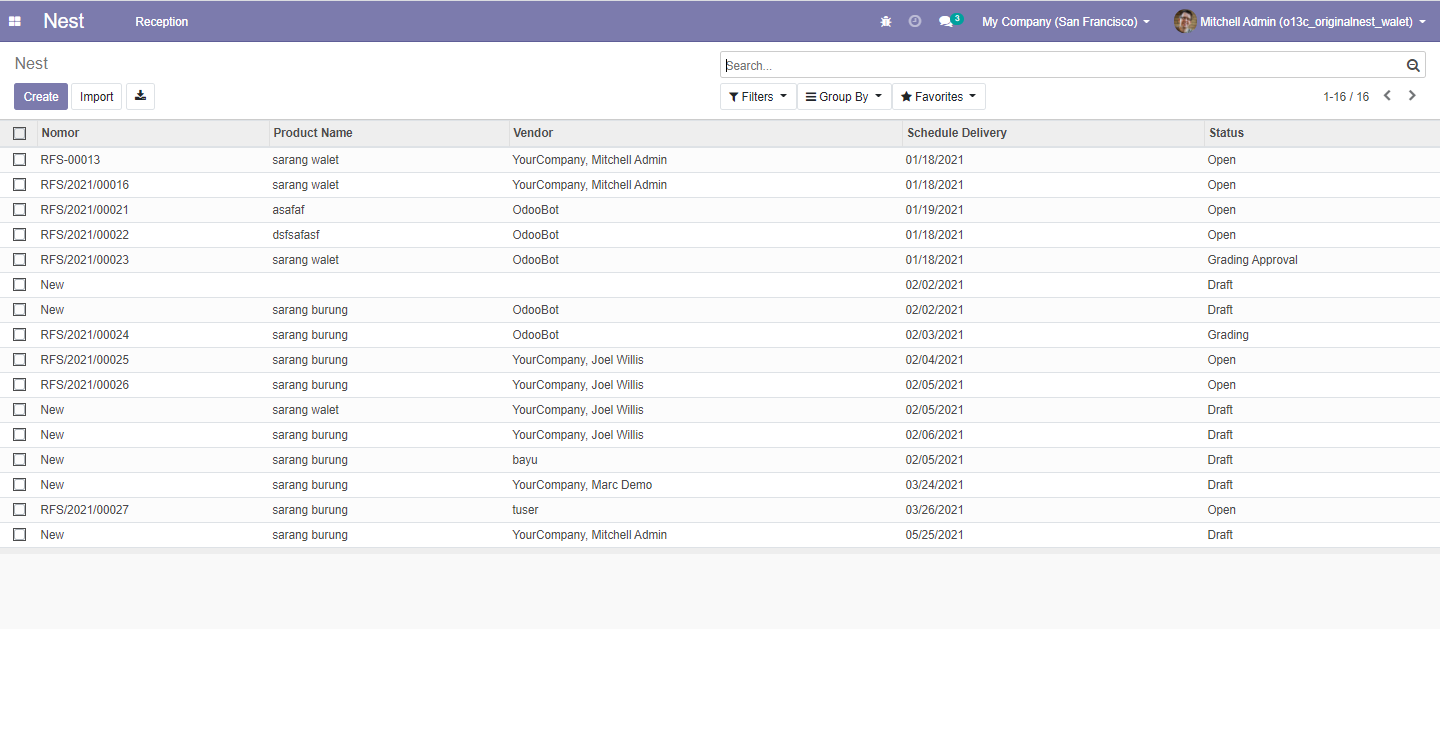 Nest Reception 3 My Company (San Francisco) Mitchell Admin (o13c_originalnest_walet)
Nest Search...
Create Import Filters Group By Favorites 1-16 / 16
Nomor Product Name Vendor Schedule Delivery Status
RFS-00013 sarang walet YourCompany, Mitchell Admin 01/18/2021 Open
RFS/2021/00016 sarang walet YourCompany, Mitchell Admin 01/18/2021 Open
RFS/2021/00021 asafaf OdooBot 01/19/2021 Open
RFS/2021/00022 dsfsafasf OdooBot 01/18/2021 Open
RFS/2021/00023 sarang walet OdooBot 01/18/2021 Grading Approval
New 02/02/2021 Draft
New sarang burung OdooBot 02/02/2021 Draft
RFS/2021/00024 sarang burung OdooBot 02/03/2021 Grading
RFS/2021/00025 sarang burung YourCompany, Joel Willis 02/04/2021 Open
RFS/2021/00026 sarang burung YourCompany, Joel Willis 02/05/2021 Open
New sarang walet YourCompany, Joel Willis 02/05/2021 Draft
New sarang burung YourCompany, Joel Willis 02/06/2021 Draft
New sarang burung bayu 02/05/2021 Draft
New sarang burung YourCompany, Marc Demo 03/24/2021 Draft
RFS/2021/00027 sarang burung tuser 03/26/2021 Open
New sarang burung YourCompany, Mitchell Admin 05/25/2021 Draft